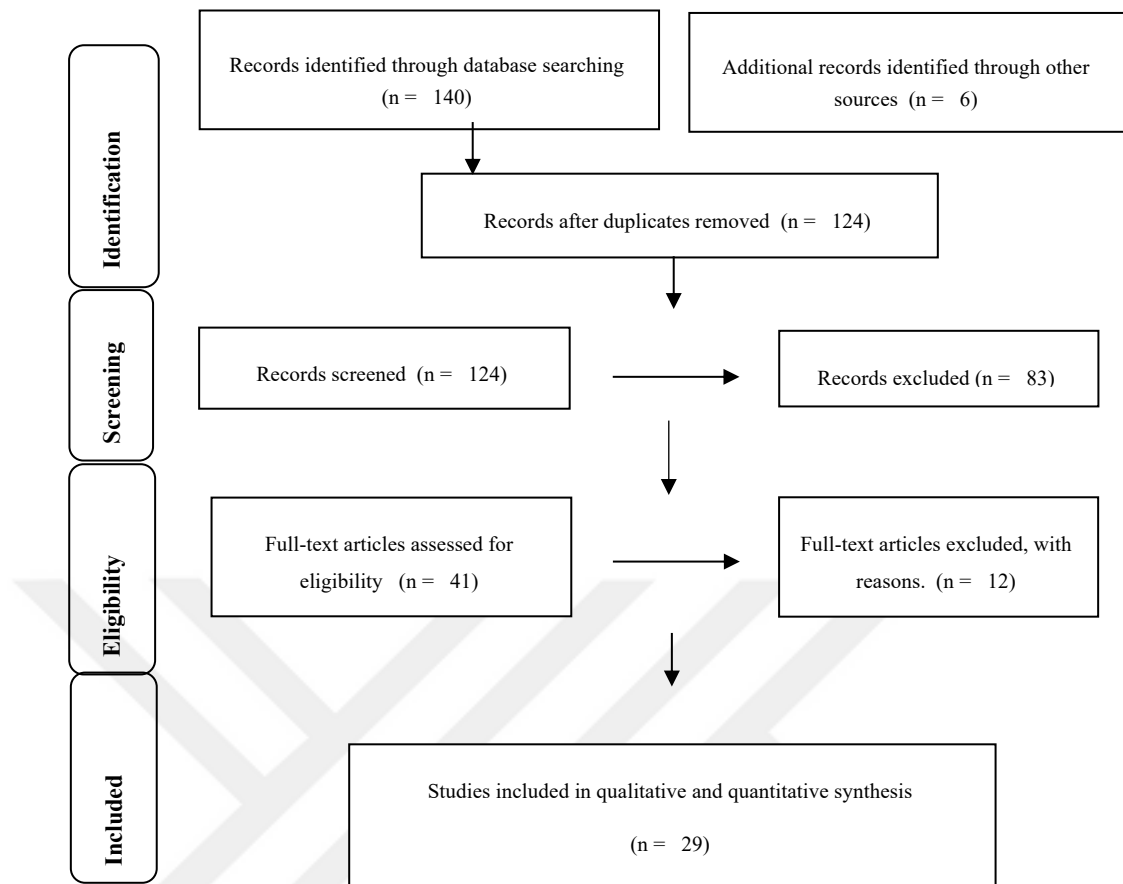 Identification
Records identified through database searching
(n = 140)
Additional records identified through other
sources (n = 6)
Records after duplicates removed (n = 124)
Screening
Records screened (n = 124)
Records excluded (n = 83)
Eligibility
Full-text articles assessed for
eligibility (n = 41)
Full-text articles excluded, with
reasons. (n = 12)
Included
Studies included in qualitative and quantitative synthesis
(n = 29)